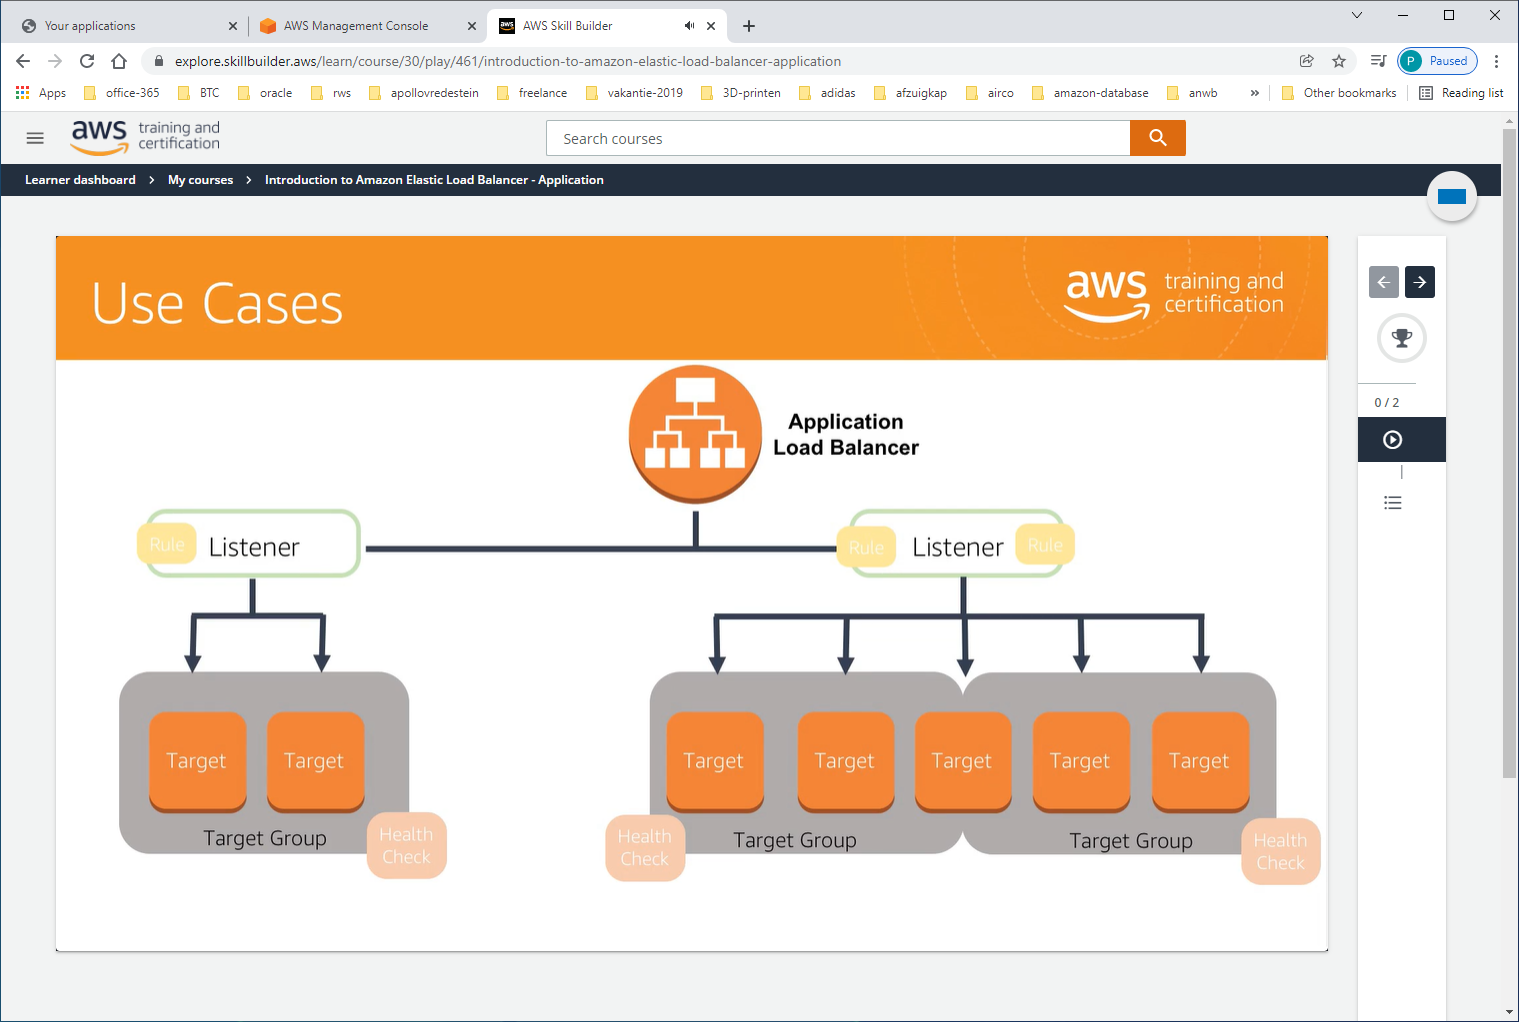 Your applications
AWS Management Console
aws
AWS Skill Builder
explore.skillbuilder.aws/learn/course/30/play/461/introduction-to-amazon-elastic-load-balancer-application
P Paused
Apps
office-365
BTC
oracle
rws
apollovredestein
freelance
vakantie-2019
3D-printen
adidas
afzuigkap
airco
amazon-database
anwb
»
Other bookmarks
Reading list
aws training and
certification
Search courses
Learner dashboard > My courses > Introduction to Amazon Elastic Load Balancer - Application
Use Cases
aws training and
certification
0 / 2
Application
Load Balancer
Rule Listener
Rule Listener Rule
Target Target
Target Group
Health
Check
Target Target Target Target Target
Health
Check
Target Group
Target Group
Health
Check